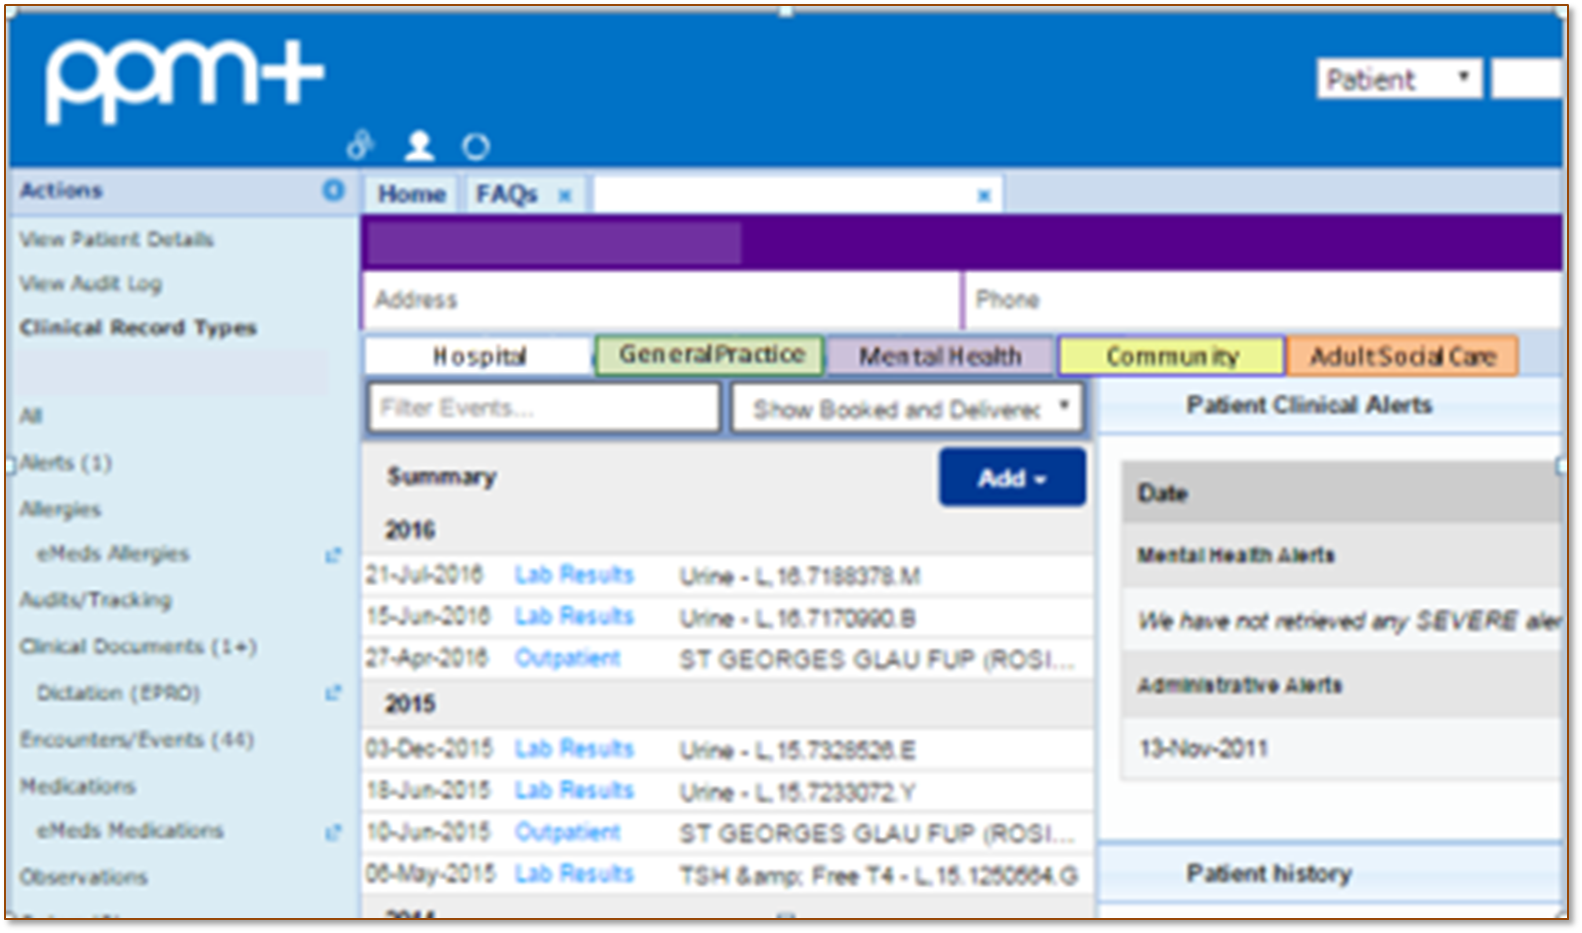 ppm+
Patient
Actions
Home
FAQs
View Patient Details
View Audit Log
Clinical Record Types
All
Alerts (1)
Allergies
eMeds Allergies
Audits/Tracking
Clinical Documents (1+)
Dictation (EPRO)
Encounters/Events (44)
Medications
eMeds Medications
Observations
Address
Phone
Hospital
General Practice
Mental Health
Community
Adult Social Care
Filter Events...
Show Booked and Delivered
Summary
Add
2016
21-Jul-2016 Lab Results Urine - L,16.7188378.M
15-Jun-2016 Lab Results Urine - L,16.7170990.B
27-Apr-2016 Outpatient ST GEORGES GLAU FUP (ROSI...
2015
03-Dec-2015 Lab Results Urine - L,15.7328526.E
18-Jun-2015 Lab Results Urine - L,15.7233072.Y
10-Jun-2015 Outpatient ST GEORGES GLAU FUP (ROSI...
06-May-2015 Lab Results TSH &amp; Free T4 - L,15.1250564.G
2014
Patient Clinical Alerts
Date
Mental Health Alerts
We have not retrieved any SEVERE aler
Administrative Alerts
13-Nov-2011
Patient history